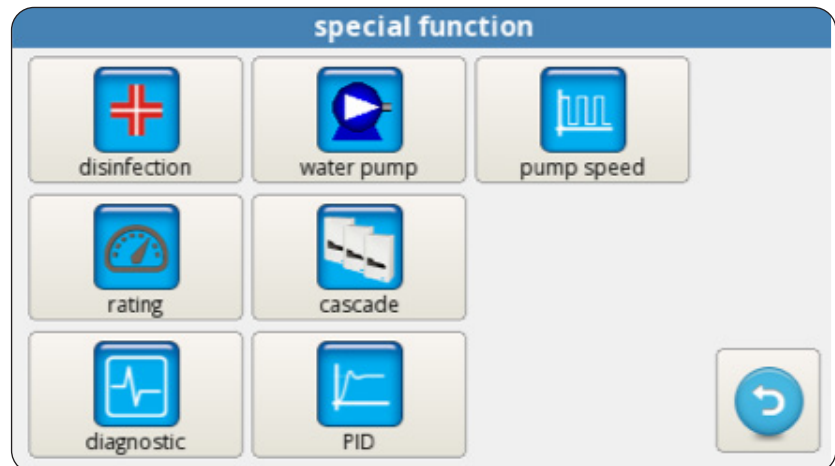 special function
disinfection
water pump
pump speed
rating
cascade
diagnostic
PID